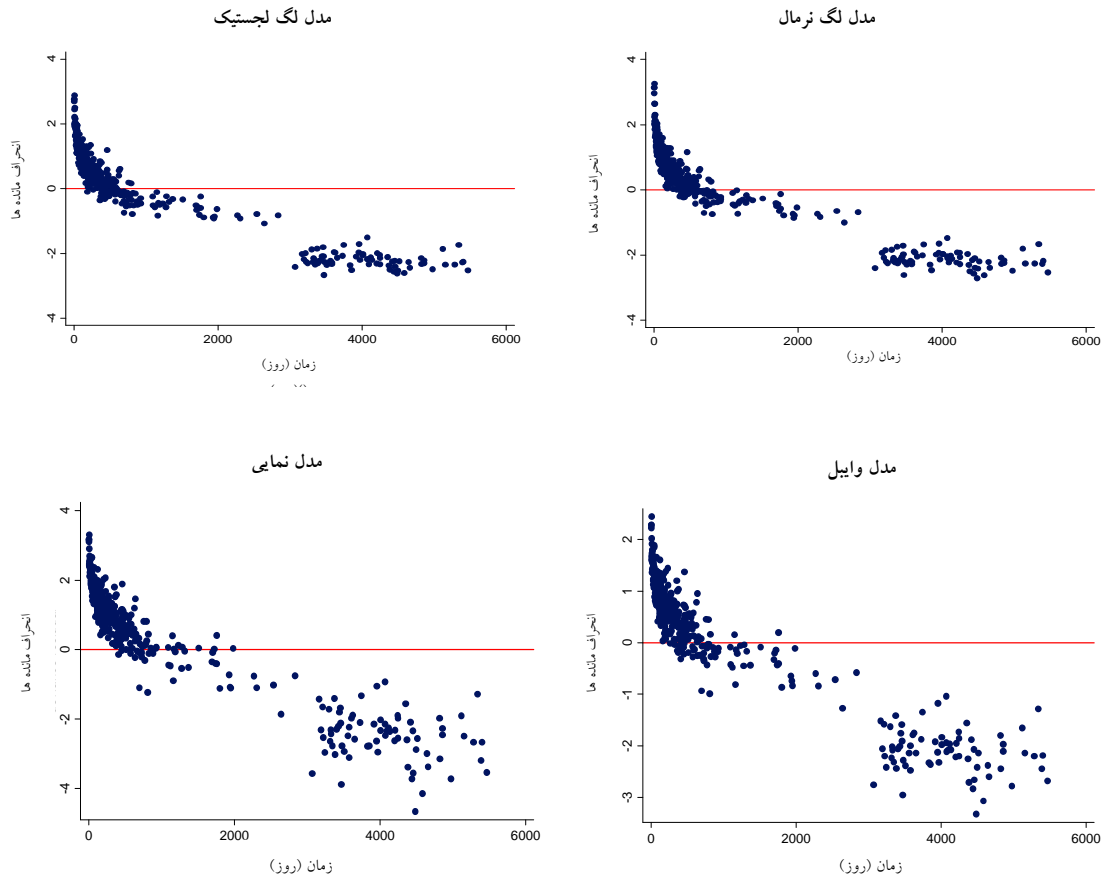 مدل لگ لجستیک
4
2
0
-2
-4
انحراف مانده ها
0 2000 4000 6000
زمان (روز)
مدل لگ نرمال
4
2
0
-2
-4
انحراف مانده ها
0 2000 4000 6000
زمان (روز)
مدل نمایی
4
2
0
-2
-4
انحراف مانده ها
0 2000 4000 6000
زمان (روز)
مدل وایبل
2
1
0
-1
-2
-3
انحراف مانده ها
0 2000 4000 6000
زمان (روز)